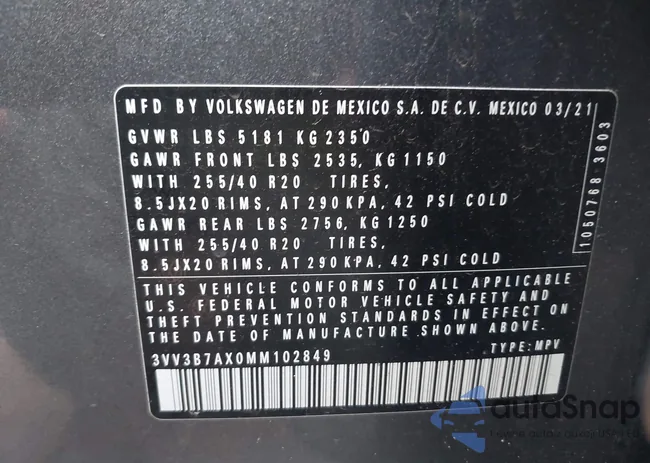 MFD BY VOLKSWAGEN DE MEXICO S.A. DE C.V. MEXICO 03/21
GVWR LBS 5181 KG 2350
GAWR FRONT LBS 2535, KG 1150
WITH 255/40 R20 TIRES,
8.5JX20 RIMS, AT 290 KPA, 42 PSI COLD
GAWR REAR LBS 2756, KG 1250
WITH 255/40 R20 TIRES,
8.5JX20 RIMS, AT 290 KPA, 42 PSI COLD
1050768 3603
THIS VEHICLE CONFORMS TO ALL APPLICABLE
U.S. FEDERAL MOTOR VEHICLE SAFETY AND
THEFT PREVENTION STANDARDS IN EFFECT ON
THE DATE OF MANUFACTURE SHOWN ABOVE.
3VV3B7AX0MM102849 TYPE: MPV
autoSnap